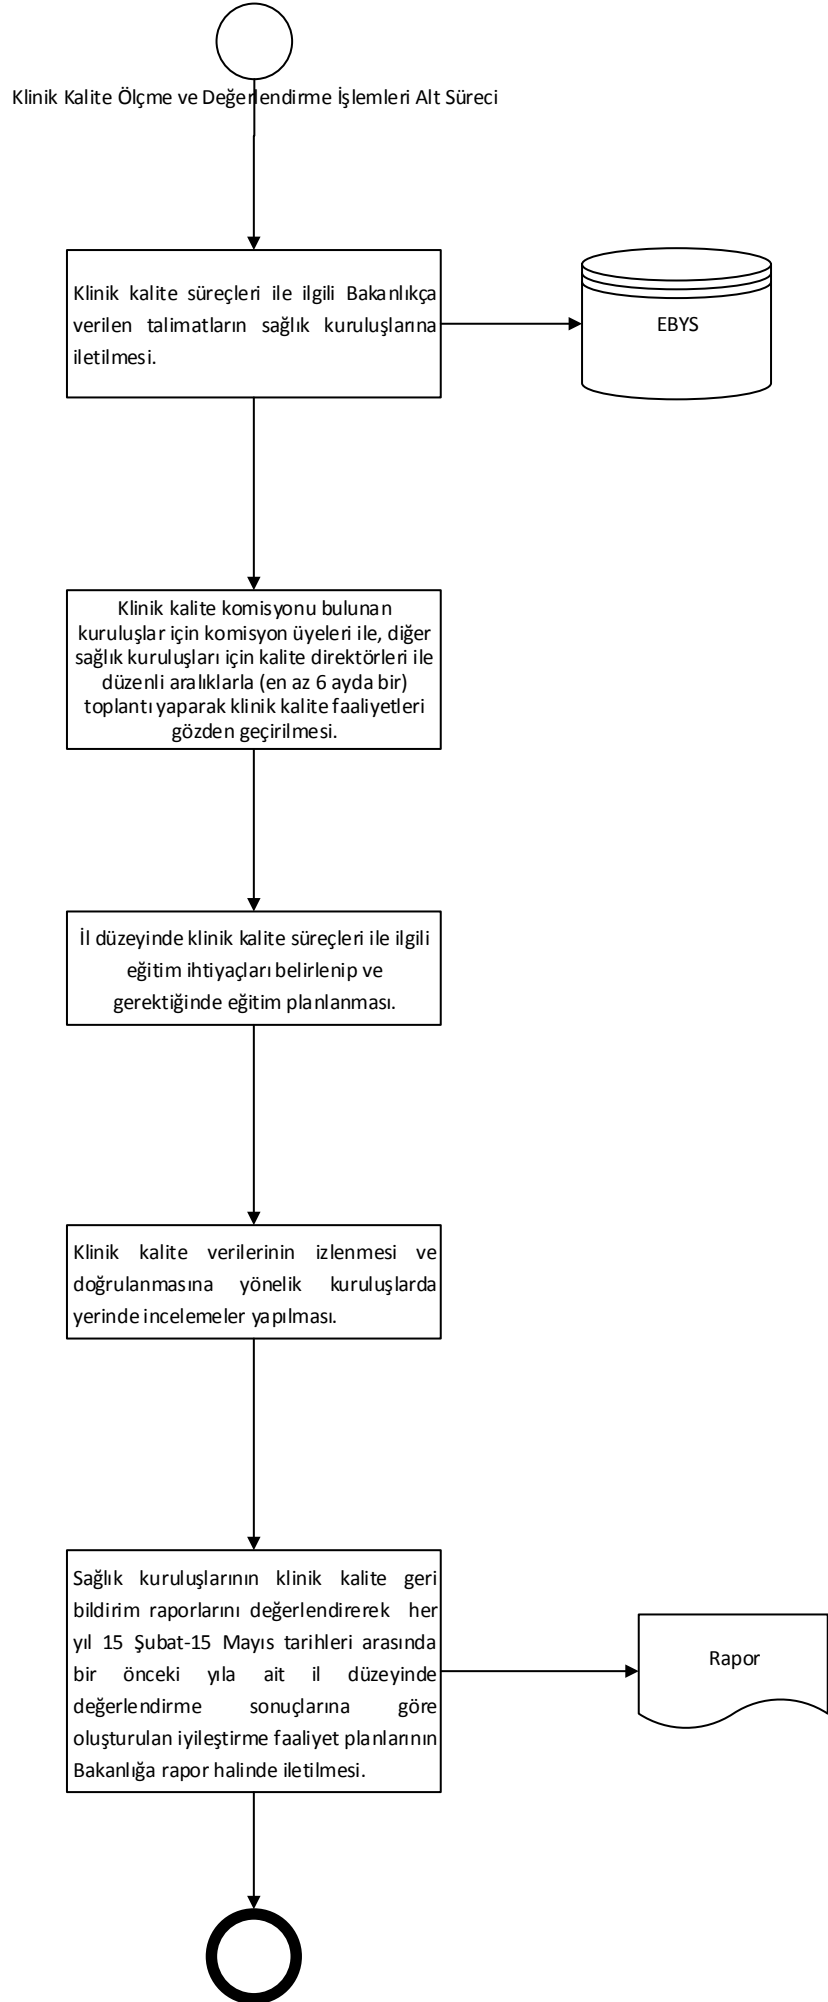 Klinik Kalite Ölçme ve Değerlendirme İşlemleri Alt Süreci
Klinik kalite süreçleri ile ilgili Bakanlıkça
verilen talimatların sağlık kuruluşlarına
iletilmesi.
EBYS
Klinik kalite komisyonu bulunan
kuruluşlar için komisyon üyeleri ile, diğer
sağlık kuruluşları için kalite direktörleri ile
düzenli aralıklarla (en az 6 ayda bir)
toplantı yaparak klinik kalite faaliyetleri
gözden geçirilmesi.
İl düzeyinde klinik kalite süreçleri ile ilgili
eğitim ihtiyaçları belirlenip ve
gerektiğinde eğitim planlanması.
Klinik kalite verilerinin izlenmesi ve
doğrulanmasına yönelik kuruluşlarda
yerinde incelemeler yapılması.
Sağlık kuruluşlarının klinik kalite geri
bildirim raporlarını değerlendirerek her
yıl 15 Şubat-15 Mayıs tarihleri arasında
bir önceki yıla ait il düzeyinde
değerlendirme sonuçlarına göre
oluşturulan iyileştirme faaliyet planlarının
Bakanlığa rapor halinde iletilmesi.
Rapor